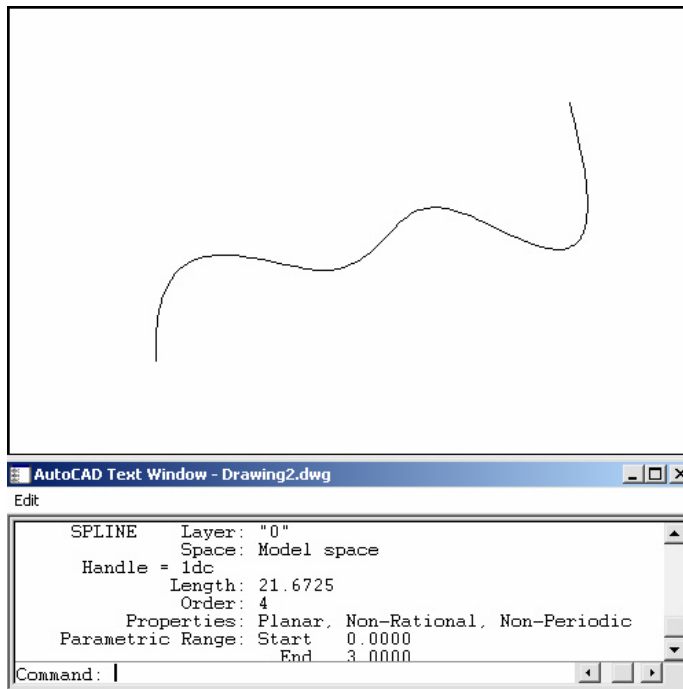 AutoCAD Text Window - Drawing2.dwg
Edit
SPLINE Layer: "0"
Space: Model space
Handle = 1dc
Length: 21.6725
Order: 4
Properties: Planar, Non-Rational, Non-Periodic
Parametric Range: Start 0.0000
End 3.0000
Command: